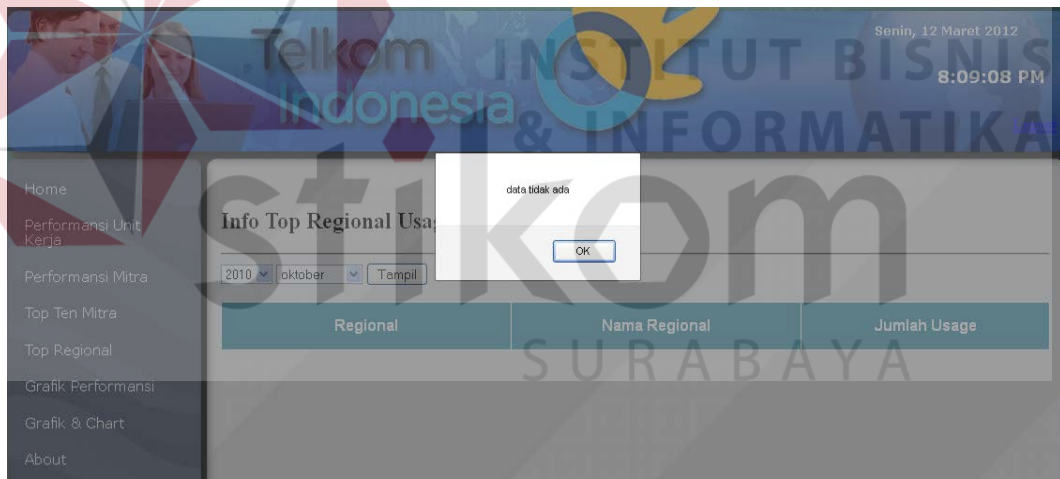 Senin, 12 Maret 2012
Telkom
Indonesia
8:09:08 PM
INSTITUT BISNIS
& INFORMATIKA
stikom
SURABAYA
Home
Performansi Unit
Kerja
Performansi Mitra
Top Ten Mitra
Top Regional
Grafik Performansi
Grafik & Chart
About
data tidak ada
OK
Info Top Regional Usa
2010 oktober Tampil
Regional Nama Regional Jumlah Usage